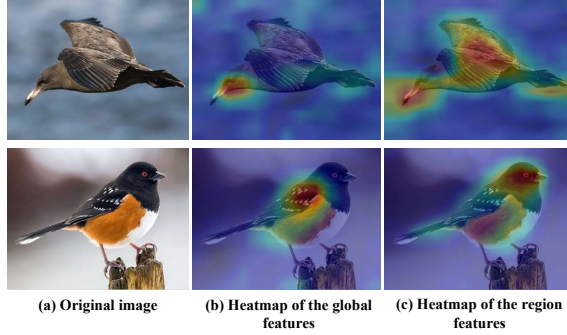 (a) Original image
(b) Heatmap of the global
features
(c) Heatmap of the region
features